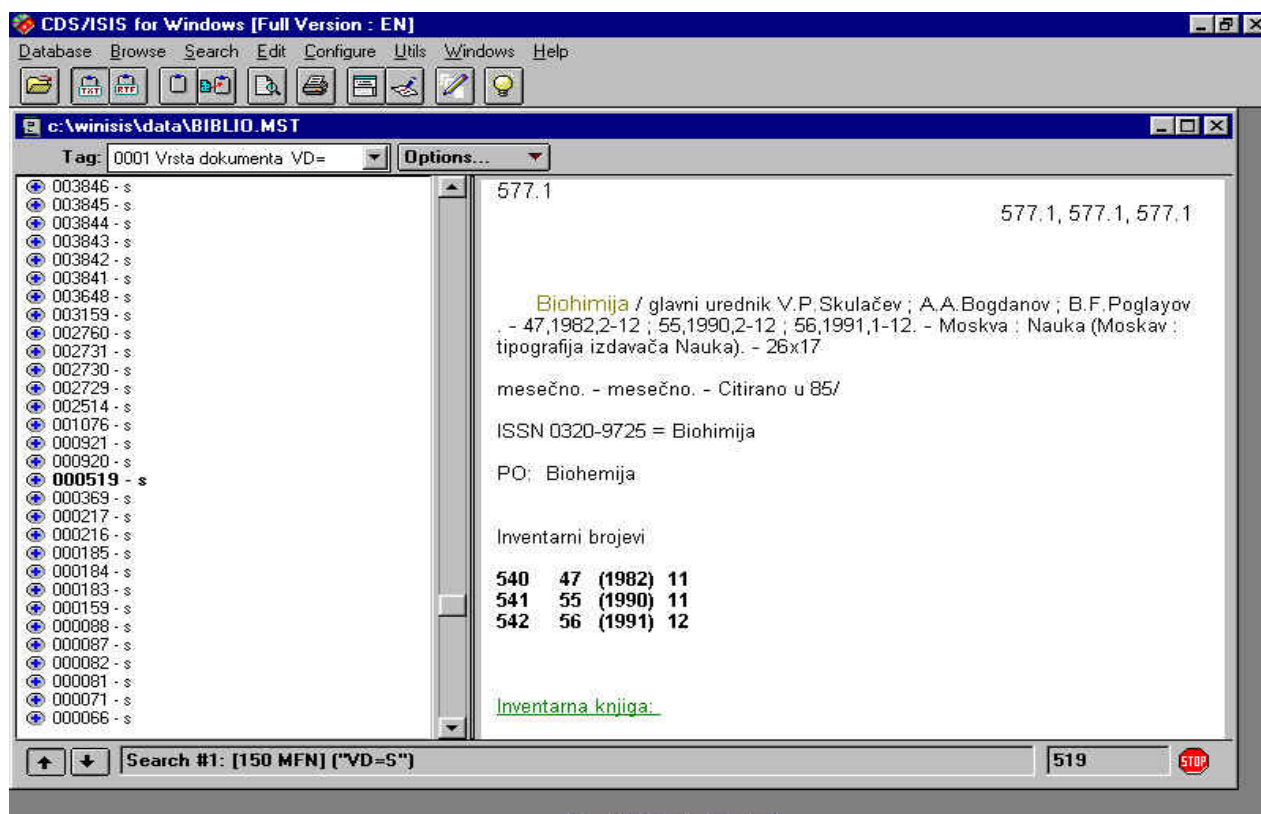 CDS/ISIS for Windows [Full Version : EN]
Database Browse Search Edit Configure Utils Windows Help
TXT RTF
c:\winisis\data\BIBLIO.MST
Tag: 0001 Vrsta dokumenta VD= Options...
003846 - s
003845 - s
003844 - s
003843 - s
003842 - s
003841 - s
003648 - s
003159 - s
002760 - s
002731 - s
002730 - s
002729 - s
002514 - s
001076 - s
000921 - s
000920 - s
000519 - s
000369 - s
000217 - s
000216 - s
000185 - s
000184 - s
000183 - s
000159 - s
000088 - s
000087 - s
000082 - s
000081 - s
000071 - s
000066 - s
577.1
577.1, 577.1, 577.1
Biohimija / glavni urednik V.P.Skulačev ; A.A.Bogdanov ; B.F.Poglayov
. - 47,1982,2-12 ; 55,1990,2-12 ; 56,1991,1-12. - Moskva : Nauka (Moskav :
tipografija izdavača Nauka). - 26x17
mesečno. - mesečno. - Citirano u 85/
ISSN 0320-9725 = Biohimija
PO: Biohemija
Inventarni brojevi
540 47 (1982) 11
541 55 (1990) 11
542 56 (1991) 12
Inventarna knjiga:
Search #1: [150 MFN] ("VD=S")
519
STOP